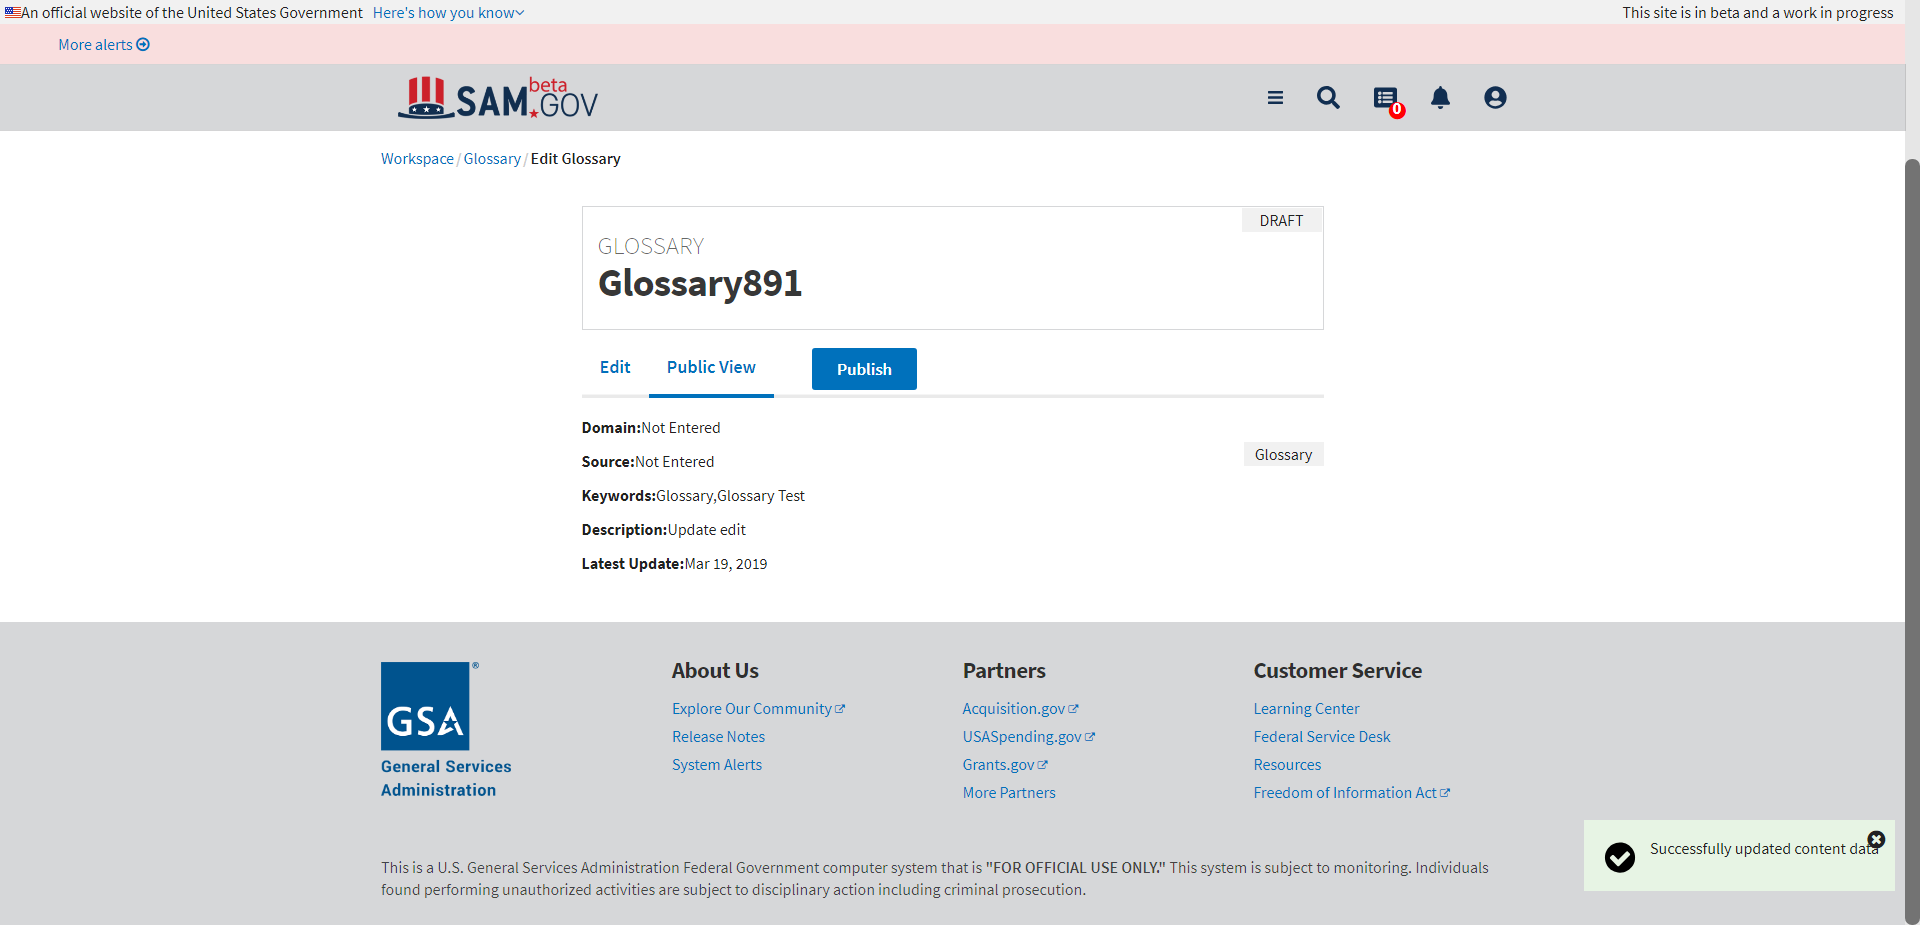 An official website of the United States Government Here's how you know
This site is in beta and a work in progress
More alerts
SAM.GOV beta
0
Workspace / Glossary / Edit Glossary
DRAFT
GLOSSARY
Glossary891
Edit Public View Publish
Domain:Not Entered
Source:Not Entered
Glossary
Keywords:Glossary,Glossary Test
Description:Update edit
Latest Update:Mar 19, 2019
GSA®
General Services
Administration
About Us
Explore Our Community
Release Notes
System Alerts
Partners
Acquisition.gov
USASpending.gov
Grants.gov
More Partners
Customer Service
Learning Center
Federal Service Desk
Resources
Freedom of Information Act
Successfully updated content data
This is a U.S. General Services Administration Federal Government computer system that is "FOR OFFICIAL USE ONLY." This system is subject to monitoring. Individuals
found performing unauthorized activities are subject to disciplinary action including criminal prosecution.